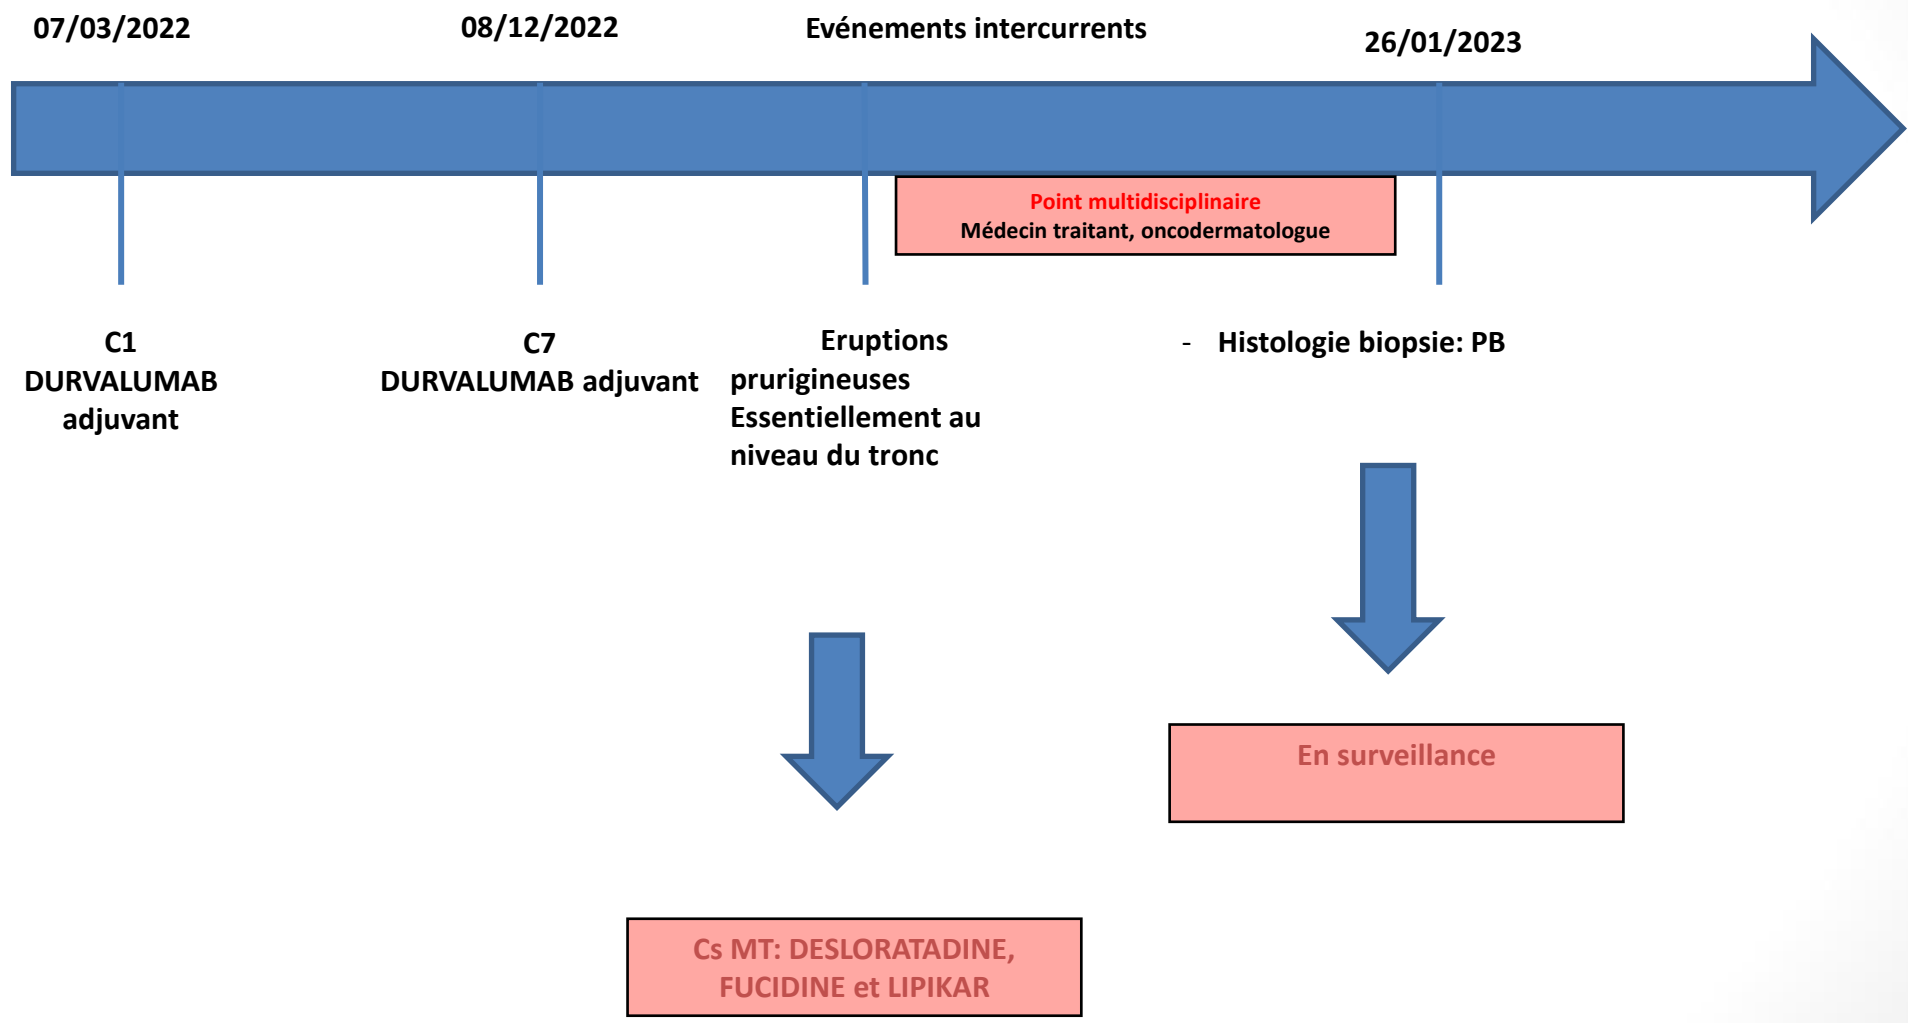 07/03/2022
08/12/2022
Evénements intercurrents
26/01/2023
Point multidisciplinaire
Médecin traitant, oncodermatologue
C1
DURVALUMAB
adjuvant
C7
DURVALUMAB adjuvant
Eruptions
prurigineuses
Essentiellement au
niveau du tronc
- Histologie biopsie: PB
En surveillance
Cs MT: DESLORATADINE,
FUCIDINE et LIPIKAR